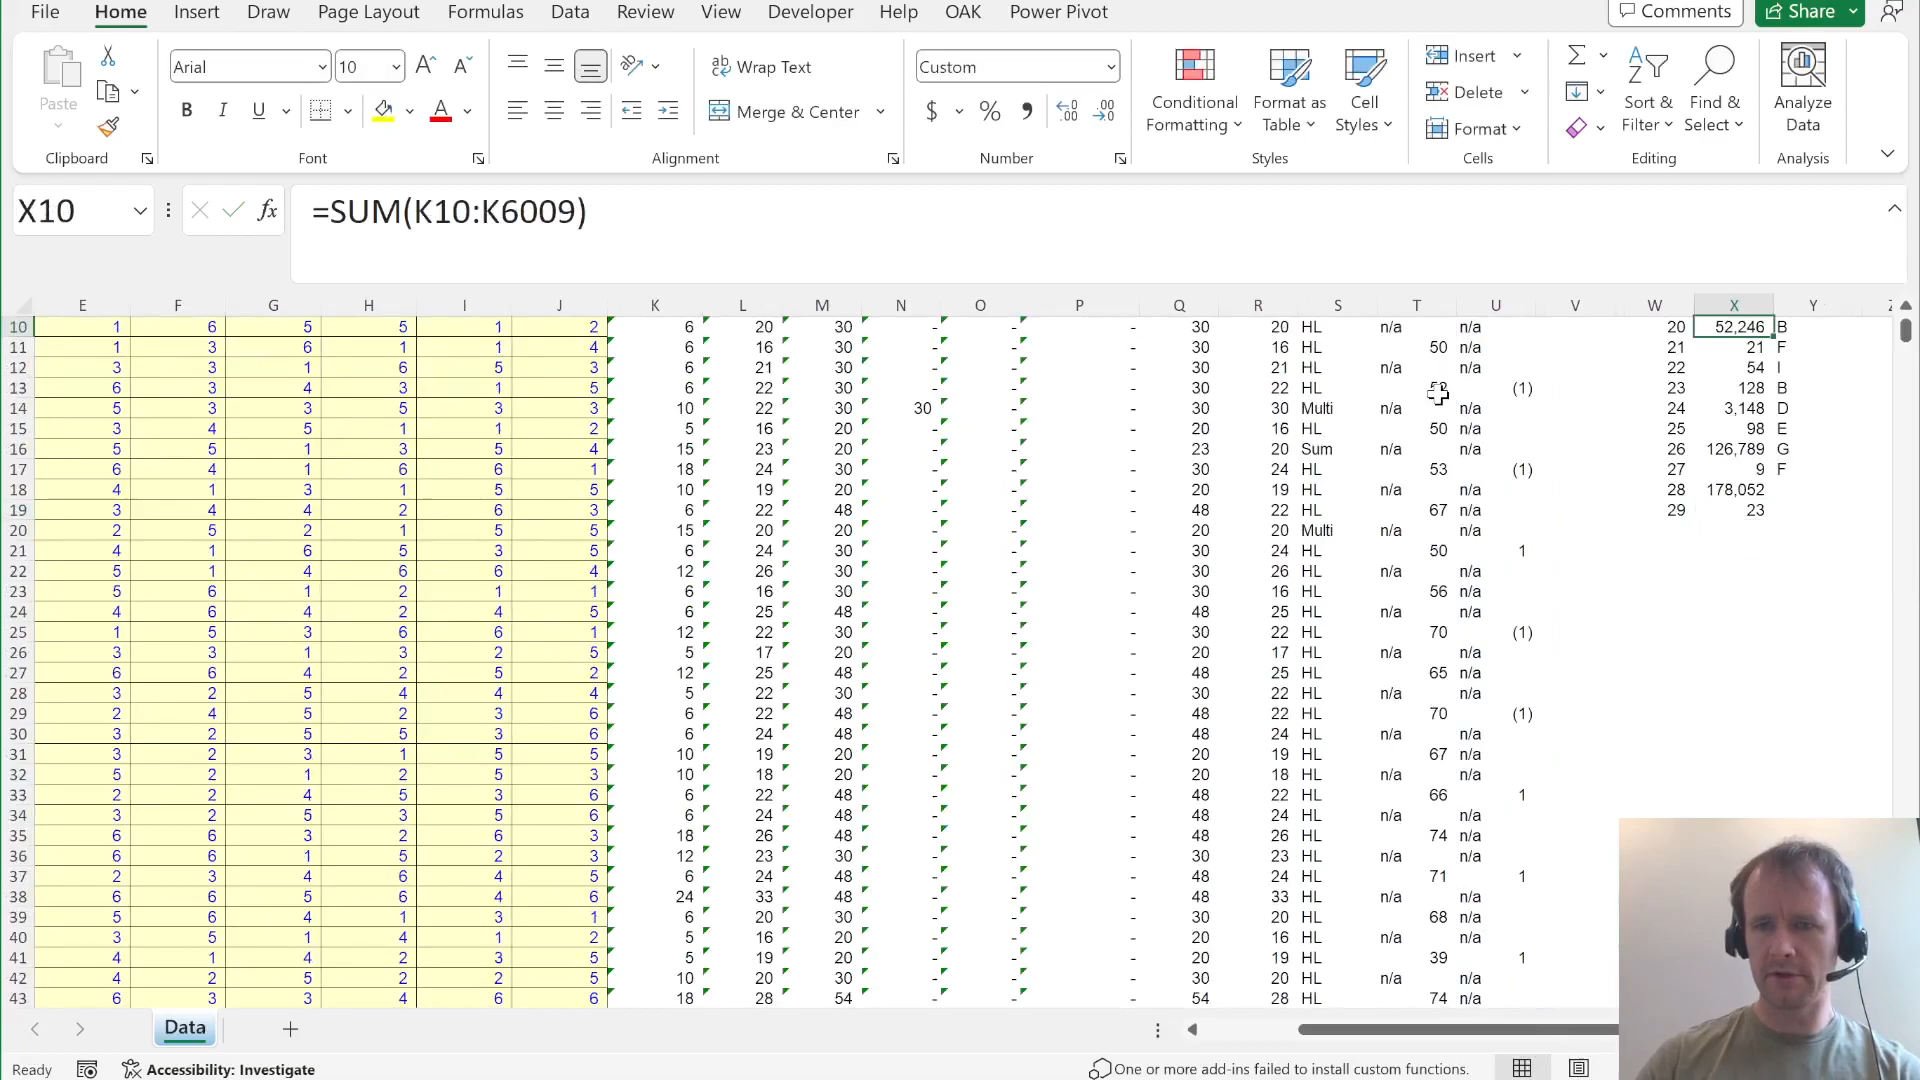 File Home Insert Draw Page Layout Formulas Data Review View Developer Help OAK Power Pivot Comments Share
Paste Arial 10 Wrap Text Custom Conditional Formatting Format as Table Cell Styles Insert Sort & Filter Find & Select Analyze Data
B I U Merge & Center $ % Delete
Format
Clipboard Font Alignment Number Styles Cells Editing Analysis
X10 fx =SUM(K10:K6009)
E F G H I J K L M N O P Q R S T U V W X Y Z
10 1 6 5 5 1 2 6 20 30 - - - 30 20 HL n/a n/a 20 52,246 B
11 1 3 6 1 1 4 6 16 30 - - - 30 16 HL 50 n/a 21 21 F
12 3 3 1 6 5 3 6 21 30 - - - 30 21 HL n/a n/a 22 54 I
13 6 3 4 3 1 5 6 22 30 - - - 30 22 HL (1) 23 128 B
14 5 3 3 5 3 3 10 22 30 30 - - 30 30 Multi n/a n/a 24 3,148 D
15 3 4 5 1 1 2 5 16 20 - - - 20 16 HL 50 n/a 25 98 E
16 5 5 1 3 5 4 15 23 20 - - - 23 20 Sum n/a n/a 26 126,789 G
17 6 4 1 6 6 1 18 24 30 - - - 30 24 HL 53 (1) 27 9 F
18 4 1 3 1 5 5 10 19 20 - - - 20 19 HL n/a n/a 28 178,052
19 3 4 4 2 6 3 6 22 48 - - - 48 22 HL 67 n/a 29 23
20 2 5 2 1 5 5 15 20 20 - - - 20 20 Multi n/a n/a
21 4 1 6 5 3 5 6 24 30 - - - 30 24 HL 50 1
22 5 1 4 6 6 4 12 26 30 - - - 30 26 HL n/a n/a
23 5 6 1 2 1 1 6 16 30 - - - 30 16 HL 56 n/a
24 4 6 4 2 4 5 6 25 48 - - - 48 25 HL n/a n/a
25 1 5 3 6 6 1 12 22 30 - - - 30 22 HL 70 (1)
26 3 3 1 3 2 5 5 17 20 - - - 20 17 HL n/a n/a
27 6 6 4 2 5 2 12 25 48 - - - 48 25 HL 65 n/a
28 3 2 5 4 4 4 5 22 30 - - - 30 22 HL n/a n/a
29 2 4 5 2 3 6 6 22 48 - - - 48 22 HL 70 (1)
30 3 2 5 5 3 6 6 24 48 - - - 48 24 HL n/a n/a
31 3 2 3 1 5 5 10 19 20 - - - 20 19 HL 67 n/a
32 5 2 1 2 5 3 10 18 20 - - - 20 18 HL n/a n/a
33 2 2 4 5 3 6 6 22 48 - - - 48 22 HL 66 1
34 3 2 5 3 5 6 6 24 48 - - - 48 24 HL n/a n/a
35 6 6 3 2 6 3 18 26 48 - - - 48 26 HL 74 n/a
36 6 6 1 5 2 3 12 23 30 - - - 30 23 HL n/a n/a
37 2 3 4 6 4 5 6 24 48 - - - 48 24 HL 71 1
38 6 6 5 6 4 6 24 33 48 - - - 48 33 HL n/a n/a
39 5 6 4 1 3 1 6 20 30 - - - 30 20 HL 68 n/a
40 3 5 1 4 1 2 5 16 20 - - - 20 16 HL n/a n/a
41 4 1 4 2 3 5 5 19 20 - - - 20 19 HL 39 1
42 4 2 5 2 2 5 10 20 30 - - - 30 20 HL n/a n/a
43 6 3 3 4 6 6 18 28 54 - - - 54 28 HL 74 n/a
Data
Ready Accessibility: Investigate One or more add-ins failed to install custom functions.